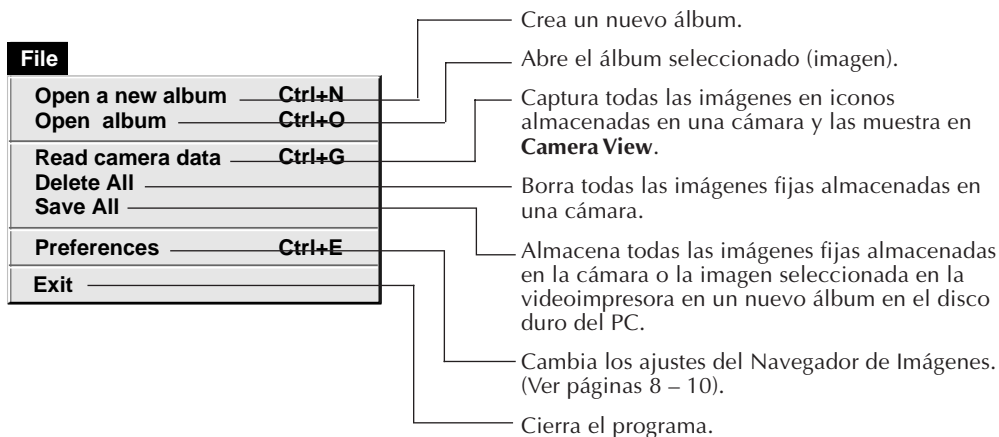 File
Open a new album Ctrl+N
Open album Ctrl+O
Read camera data Ctrl+G
Delete All
Save All
Preferences Ctrl+E
Exit
Crea un nuevo álbum.
Abre el álbum seleccionado (imagen).
Captura todas las imágenes en iconos
almacenadas en una cámara y las muestra en
Camera View.
Borra todas las imágenes fijas almacenadas en
una cámara.
Almacena todas las imágenes fijas almacenadas
en la cámara o la imagen seleccionada en la
videoimpresora en un nuevo álbum en el disco
duro del PC.
Cambia los ajustes del Navegador de Imágenes.
(Ver páginas 8 – 10).
Cierra el programa.